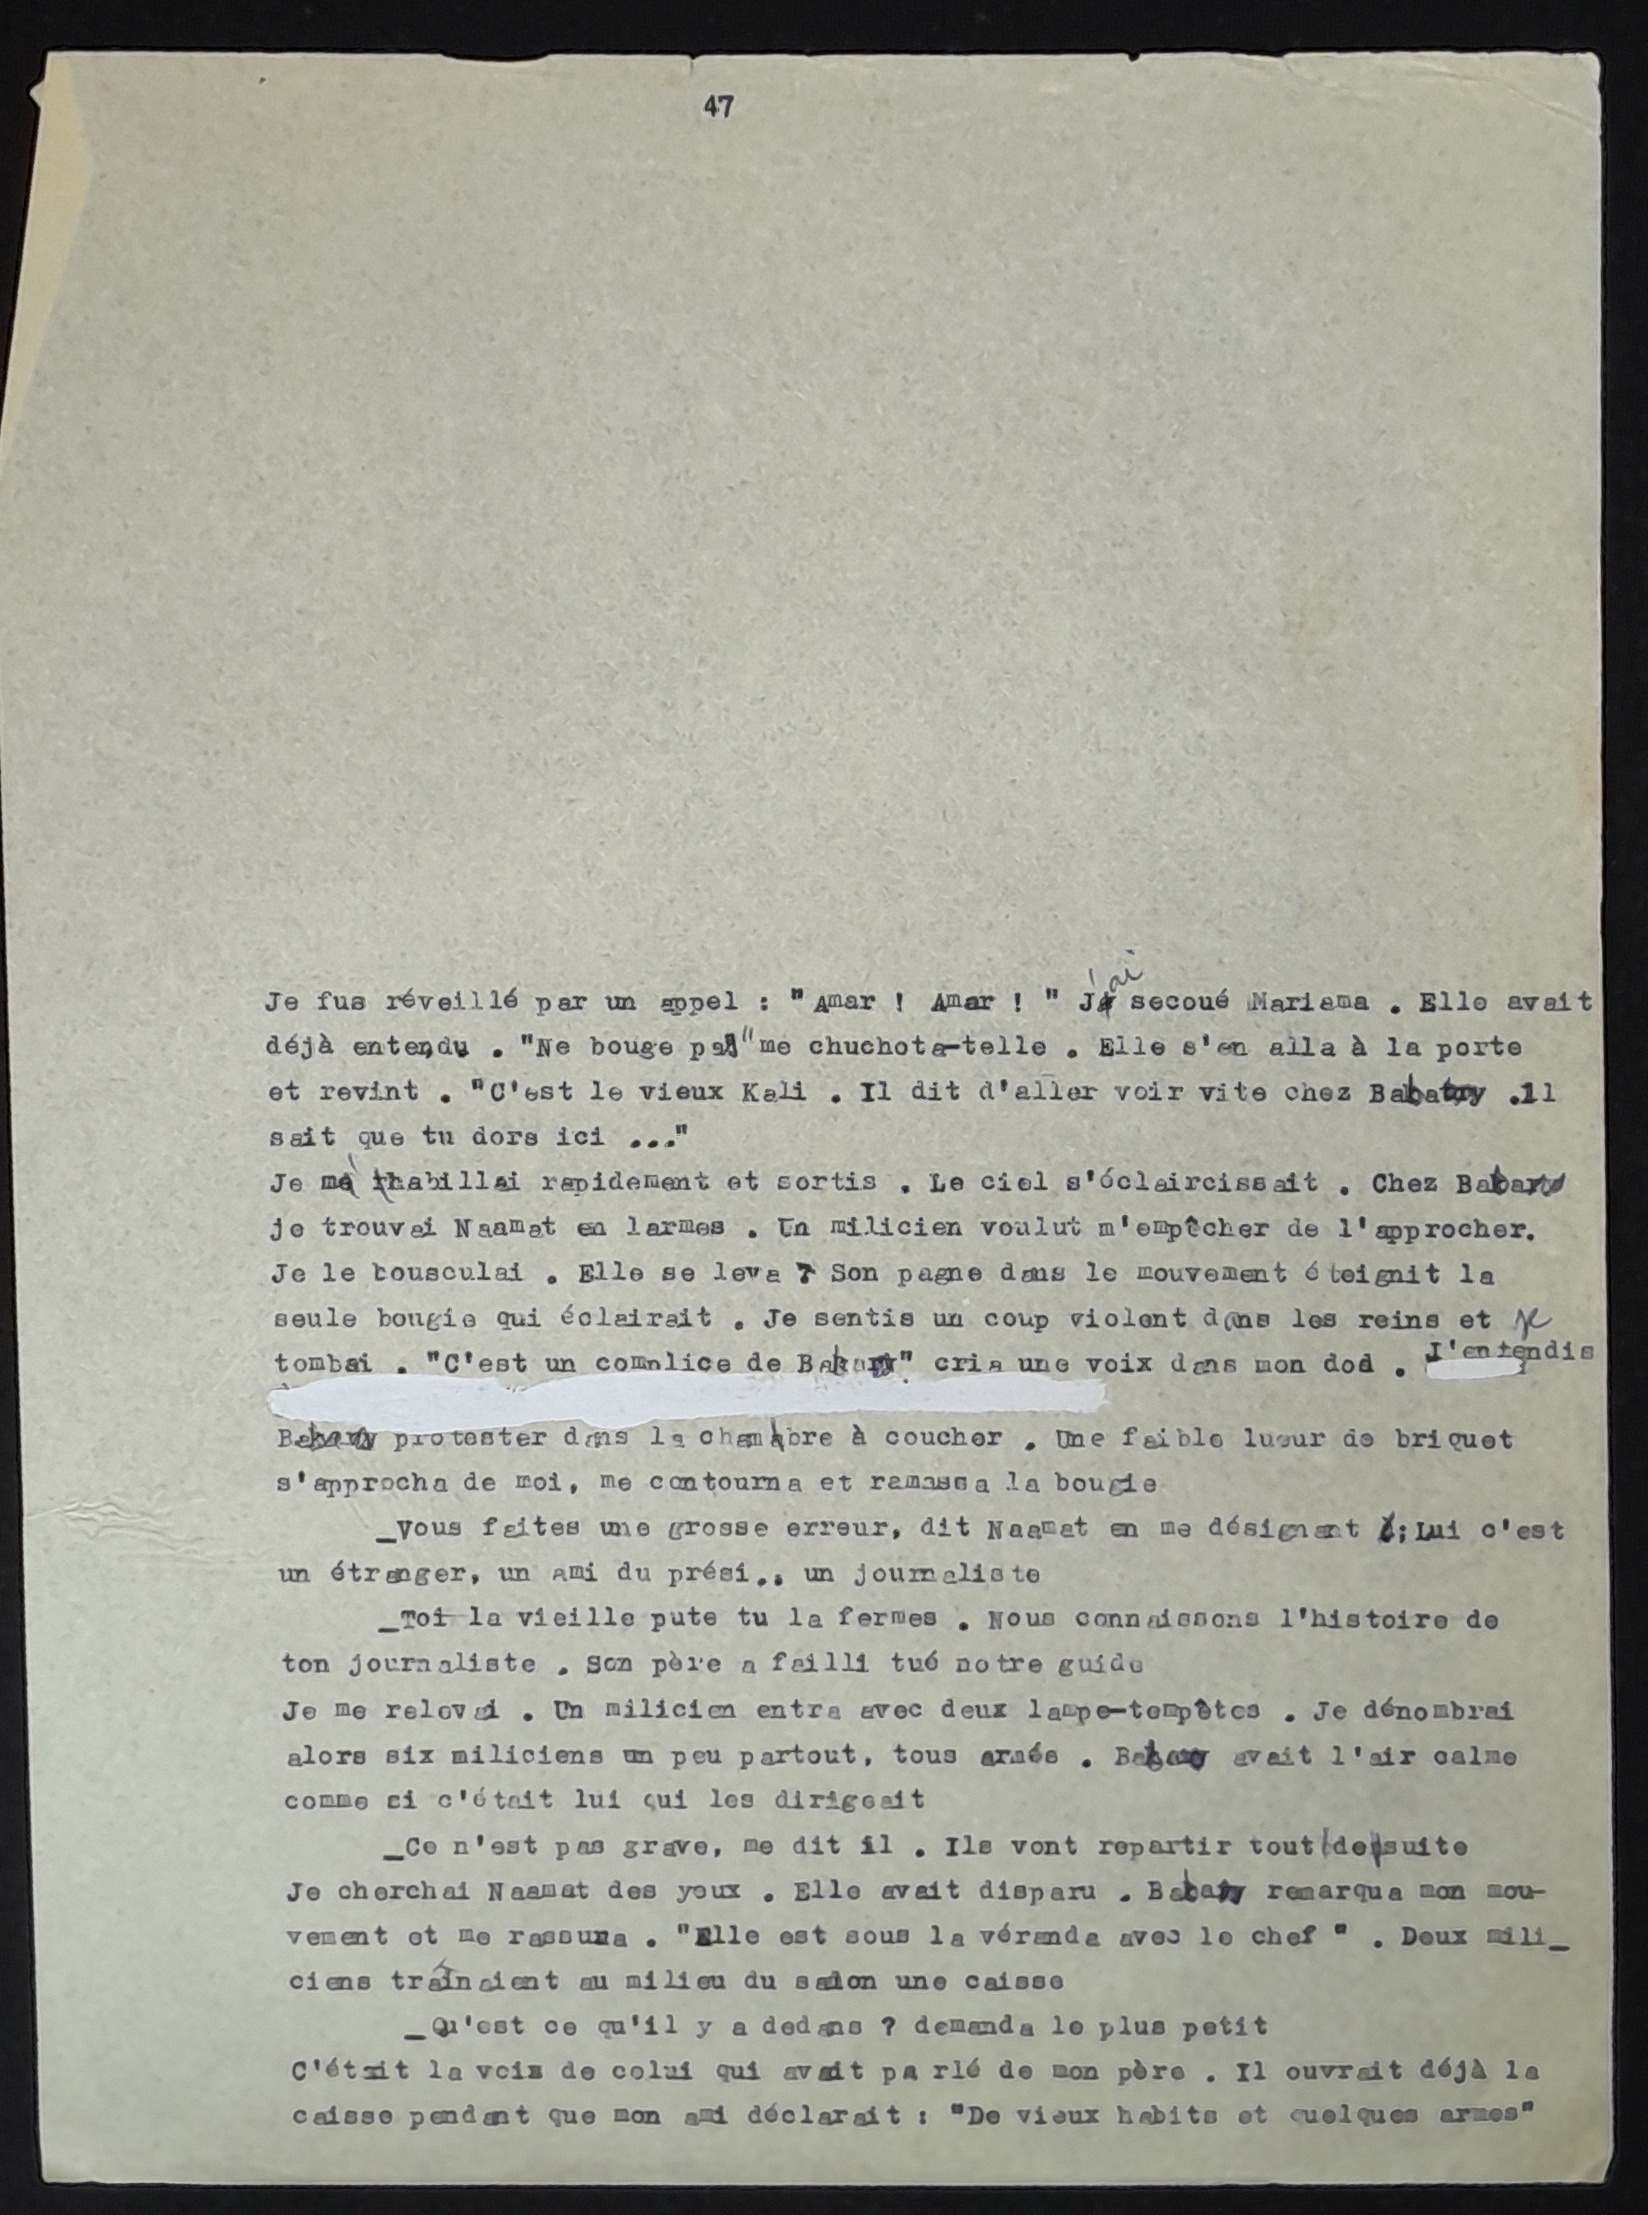 47
Je fus réveillé par un appel : "Amar ! Amar ! " J'ai secoué Mariama . Elle avait
déjà entendu . "Ne bouge pas" me chuchota-telle . Elle s'en alla à la porte
et revint . "C'est le vieux Kali . Il dit d'aller voir vite chez .Il
sait que tu dors ici ..."
Je m'habillai rapidement et sortis . Le ciel s'éclaircissait . Chez
je trouvai Naamat en larmes . Un milicien voulut m'empêcher de l'approcher.
Je le bousculai . Elle se leva ? Son pagne dans le mouvement éteignit la
seule bougie qui éclairait . Je sentis un coup violent dans les reins et je
tombai . "C'est un complice de " cria une voix dans mon dod . J'entendis
protester dans la chambre à coucher . Une faible lueur de briquet
s'approcha de moi, me contourna et ramassa la bougie
_Vous faites une grosse erreur, dit Naamat en me désignant ; Lui c'est
un étranger, un ami du prési.. un journaliste
_Toi la vieille pute tu la fermes . Nous connaissons l'histoire de
ton journaliste . Son père a failli tué notre guide
Je me relevai . Un milicien entra avec deux lampe-tempêtes . Je dénombrai
alors six miliciens un peu partout, tous armés . avait l'air calme
comme si c'était lui qui les dirigeait
_Ce n'est pas grave, me dit il . Ils vont repartir tout de suite
Je cherchai Naamat des yeux . Elle avait disparu . remarqua mon mou-
vement et me rassura . "Elle est sous la véranda avec le chef " . Deux mili_
ciens traînaient au milieu du salon une caisse
_Qu'est ce qu'il y a dedans ? demanda le plus petit
C'était la voix de celui qui avait pa rlé de mon père . Il ouvrait déjà la
caisse pendant que mon ami déclarait : "De vieux habits et quelques armes"